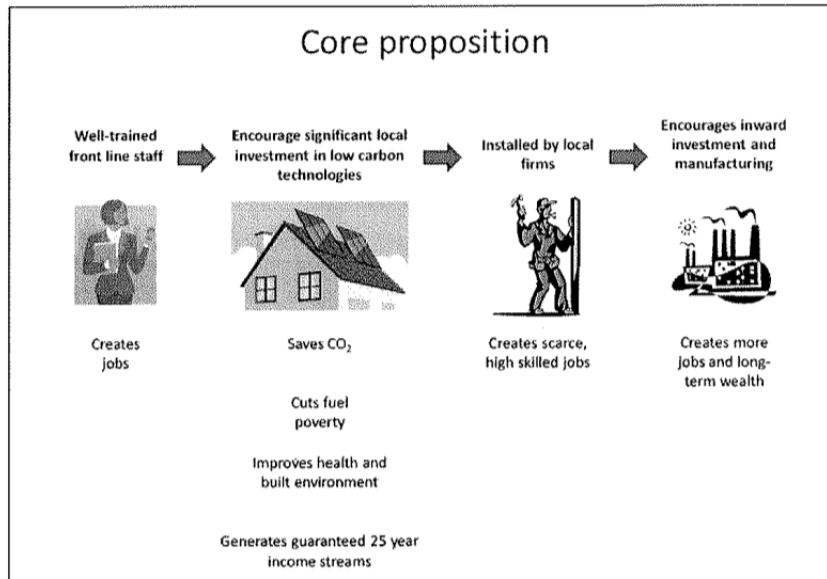 Core proposition
Well-trained
front line staff
Encourage significant local
investment in low carbon
technologies
Installed by local
firms
Encourages inward
investment and
manufacturing
Creates
jobs
Saves CO₂
Creates scarce,
high skilled jobs
Creates more
jobs and long-
term wealth
Cuts fuel
poverty
Improves health and
built environment
Generates guaranteed 25 year
income streams